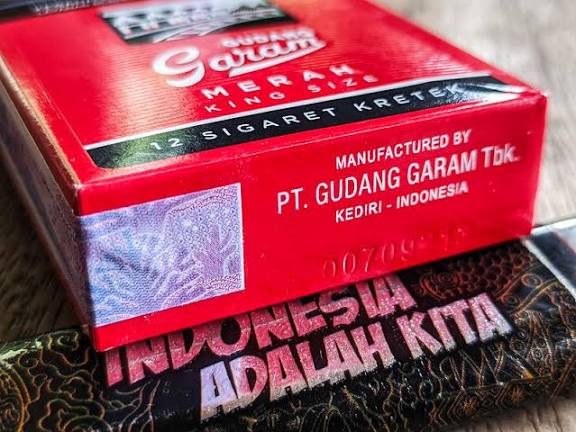 GUDANG
Garam
MERAH
KING SIZE
12 SIGARET KRETEK
MANUFACTURED BY
PT. GUDANG GARAM Tbk.
KEDIRI - INDONESIA
INDONESIA
ADALAH KITA